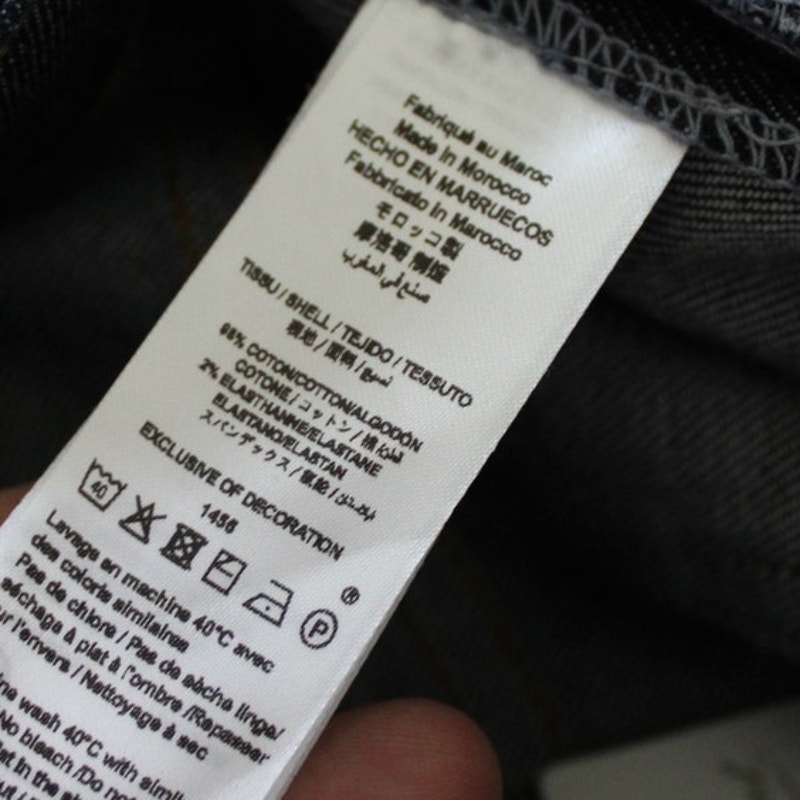 Fabriqué au Maroc
Made in Morocco
HECHO EN MARRUECOS
Fabbricato in Marocco
モロッコ製
摩洛哥 制造
صنع في المغرب
TISSU / SHELL / TEJIDO / TESSUTO
表地 / 面料 / نسيج
98% COTON/COTTON/ALGODÓN
COTONE / コットン / 棉 / قطن
2% ELASTHANNE/ELASTANE
ELASTANO/ELASTAN
スパンデックス / 氨纶 /
EXCLUSIVE OF DECORATION
1456
40
P
®
Lavage en machine 40°C avec
des coloris similaires
Pas de chlore / Pas de sèche linge/
séchage à plat à l'ombre /Repasser
sur l'envers / Nettoyage à sec
wash 40°C with
No bleach /Do
in the